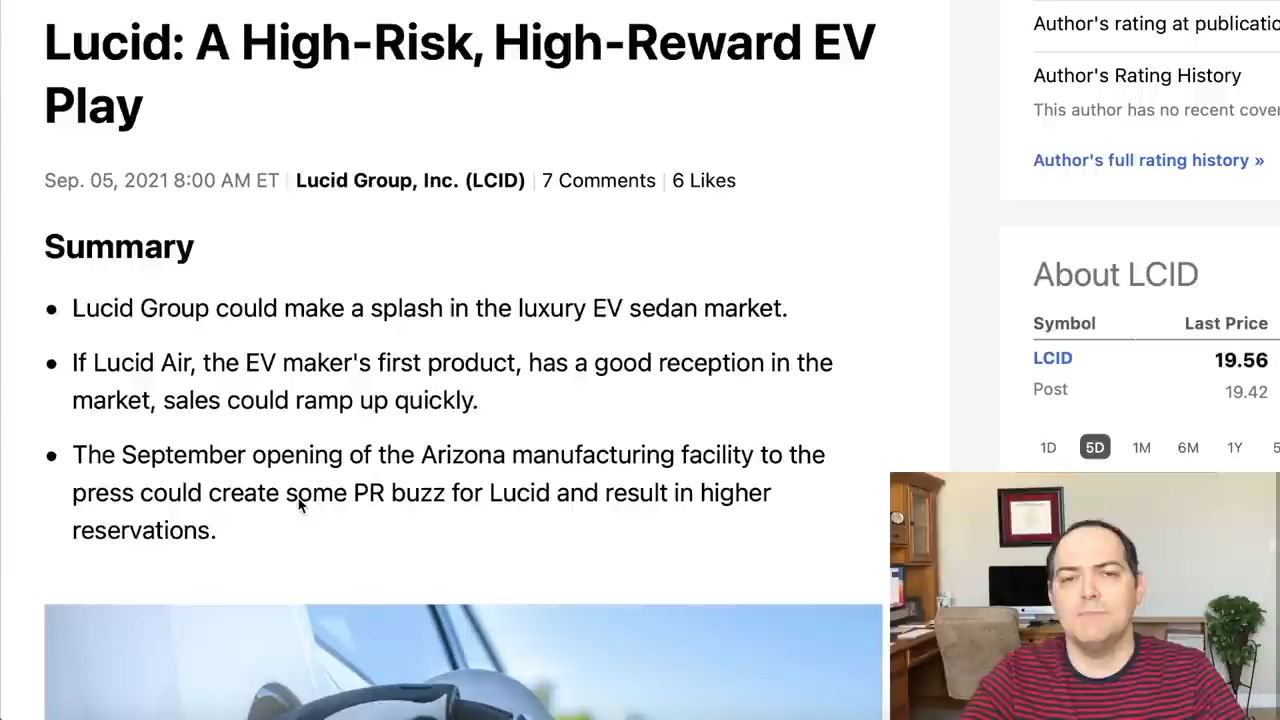 Lucid: A High-Risk, High-Reward EV
Play
Sep. 05, 2021 8:00 AM ET | Lucid Group, Inc. (LCID) | 7 Comments | 6 Likes
Summary
• Lucid Group could make a splash in the luxury EV sedan market.
• If Lucid Air, the EV maker's first product, has a good reception in the
market, sales could ramp up quickly.
• The September opening of the Arizona manufacturing facility to the
press could create some PR buzz for Lucid and result in higher
reservations.
Author's rating at
Author's Rating History
This author has no recent
Author's full rating history »
About LCID
Symbol Last Price
LCID 19.56
Post 19.42
1D 5D 1M 6M 1Y